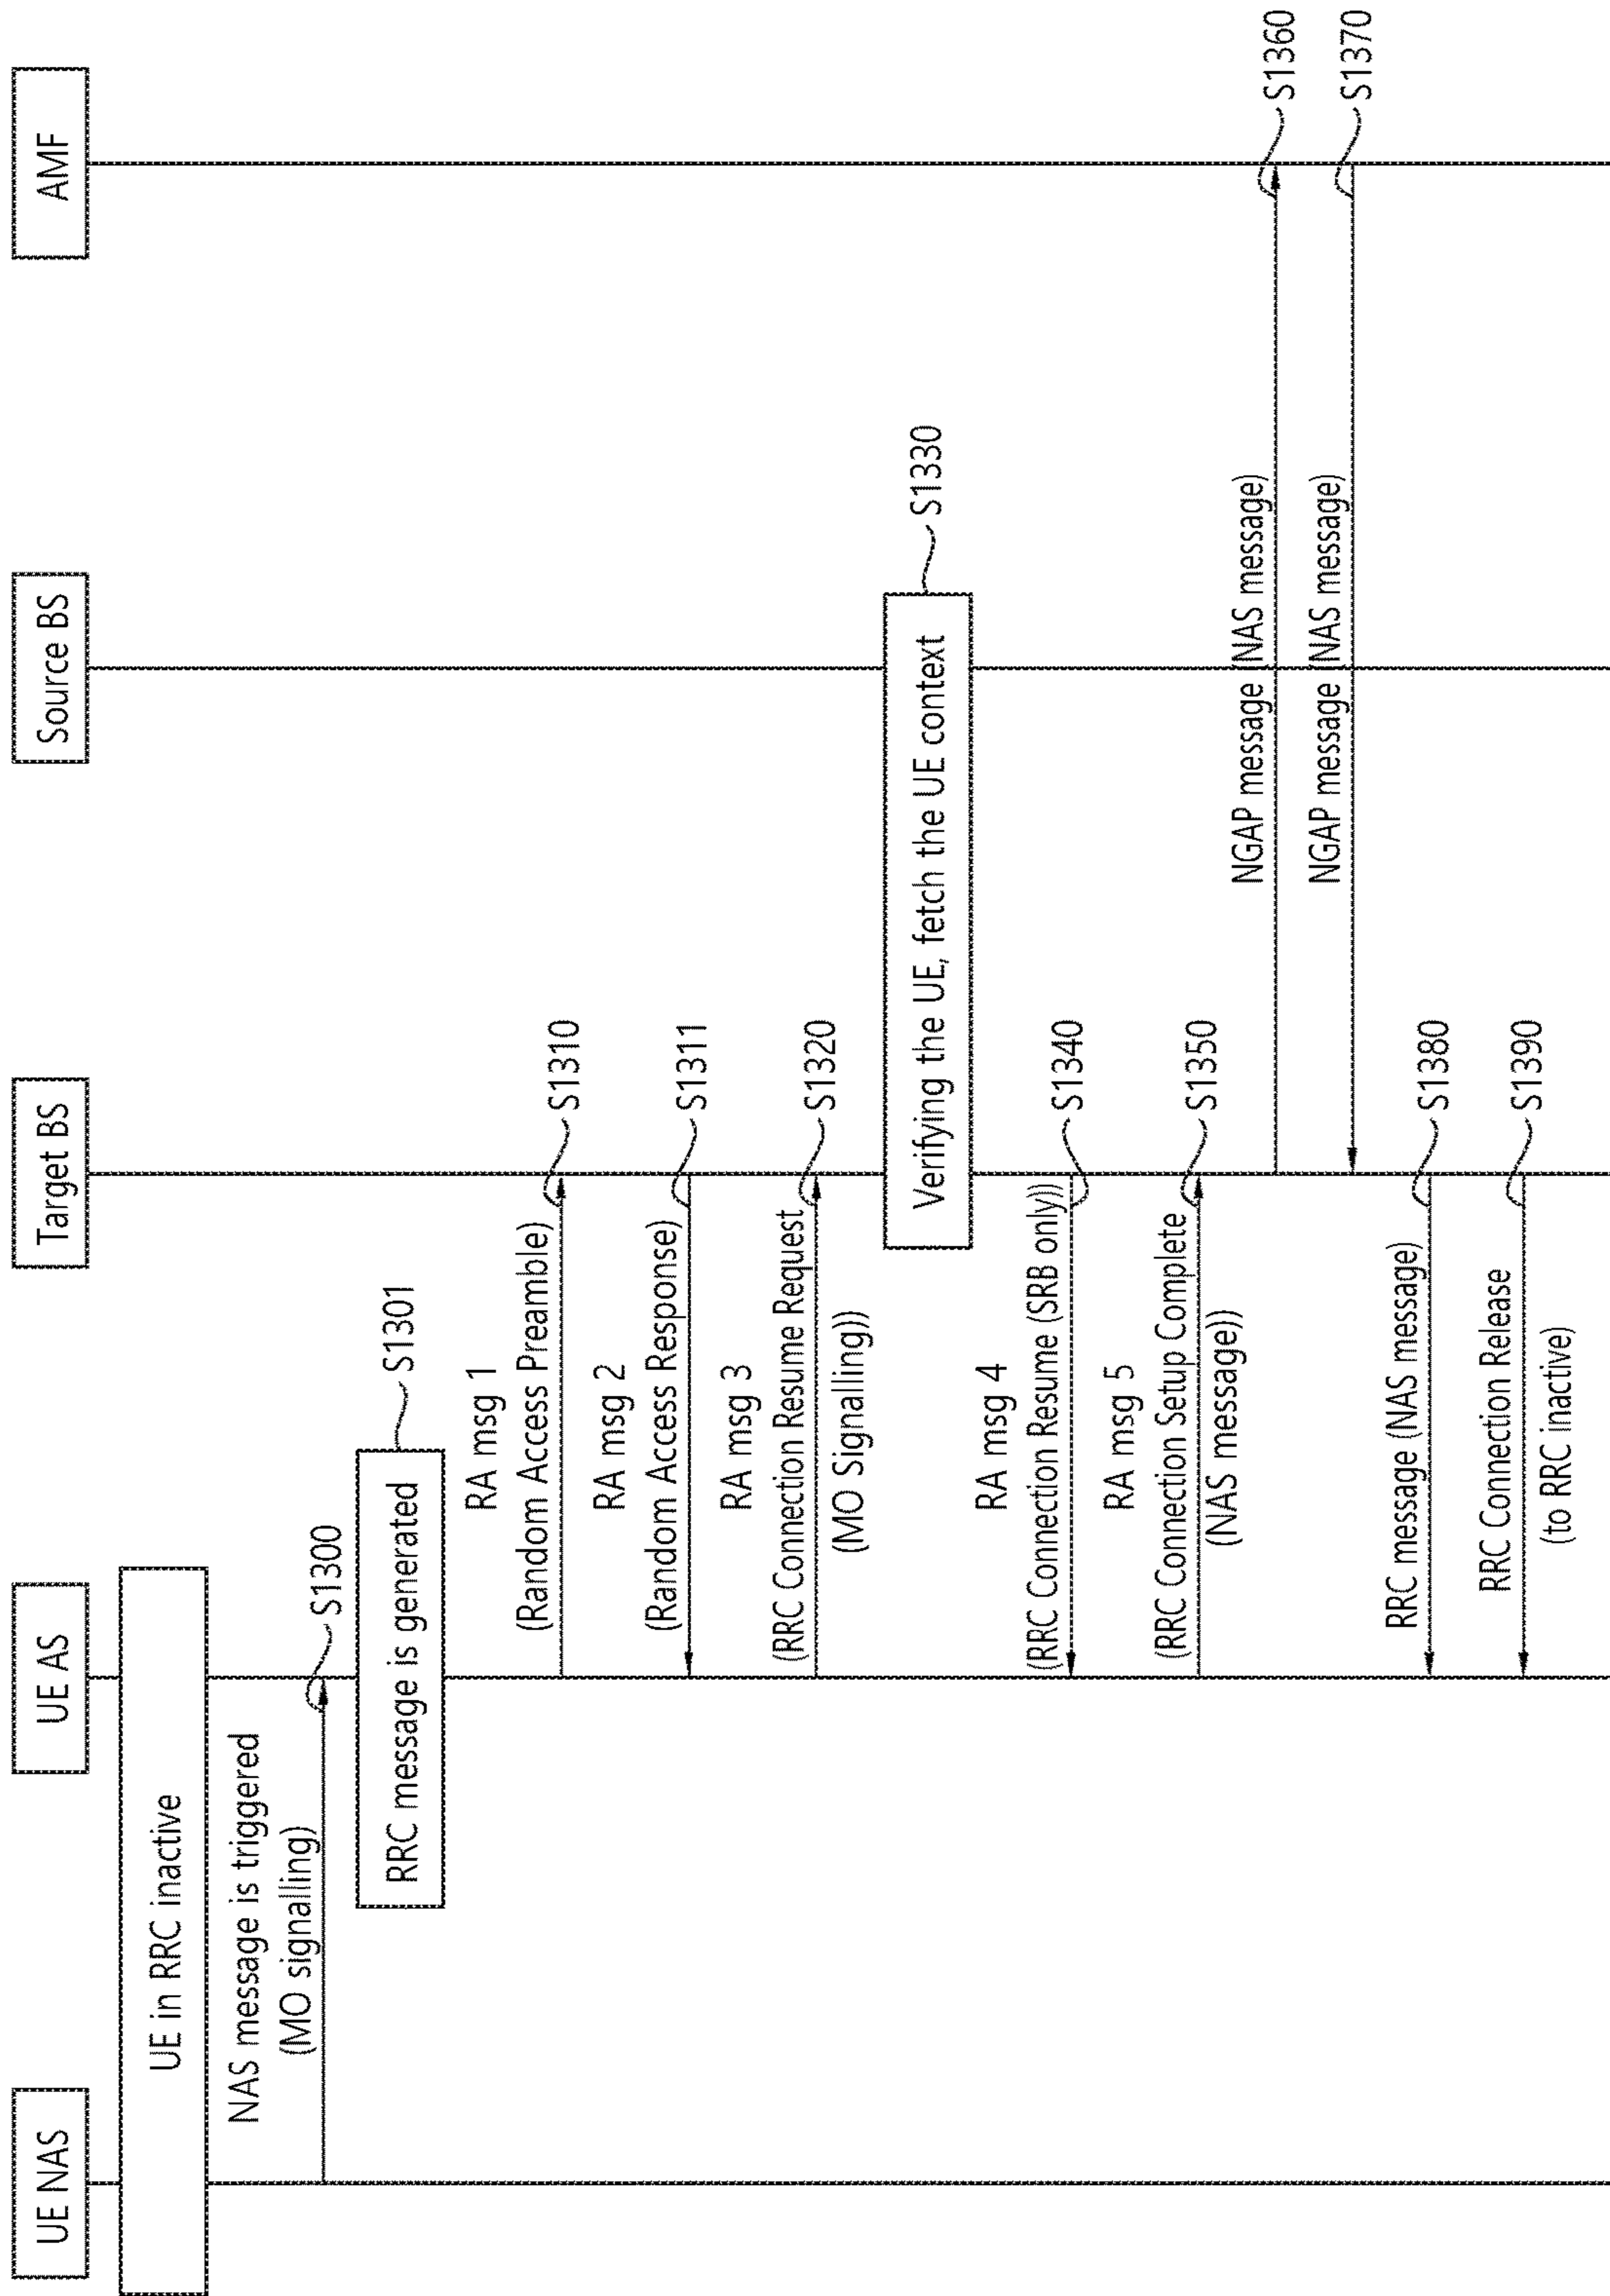 UE NAS
UE AS
Target BS
Source BS
AMF
UE in RRC inactive
NAS message is triggered
(MO signalling)
S1300
RRC message is generated
S1301
RA msg 1
(Random Access Preamble)
S1310
RA msg 2
(Random Access Response)
S1311
RA msg 3
(RRC Connection Resume Request
(MO Signalling))
S1320
Verifying the UE, fetch the UE context
S1330
RA msg 4
(RRC Connection Resume (SRB only))
S1340
RA msg 5
(RRC Connection Setup Complete
(NAS message))
S1350
NGAP message (NAS message)
S1360
NGAP message (NAS message)
S1370
RRC message (NAS message)
S1380
RRC Connection Release
(to RRC inactive)
S1390